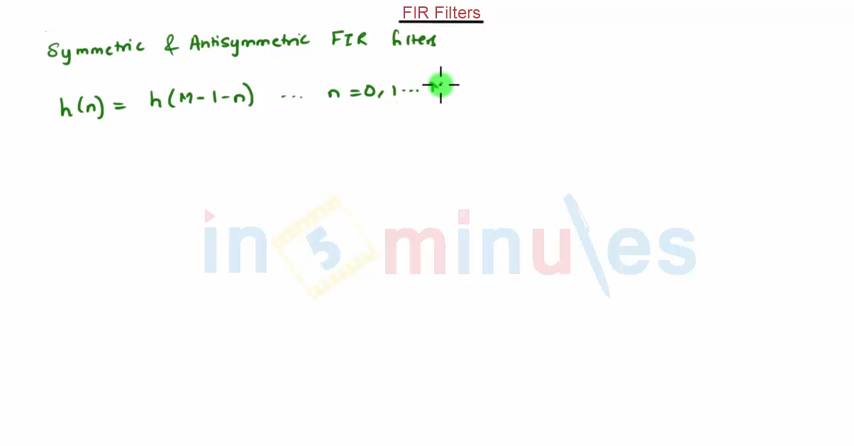 FIR Filters
Symmetric & Antisymmetric FIR filters
h(n) = h(M-1-n) ... n = 0, 1 ...
in 5 minutes